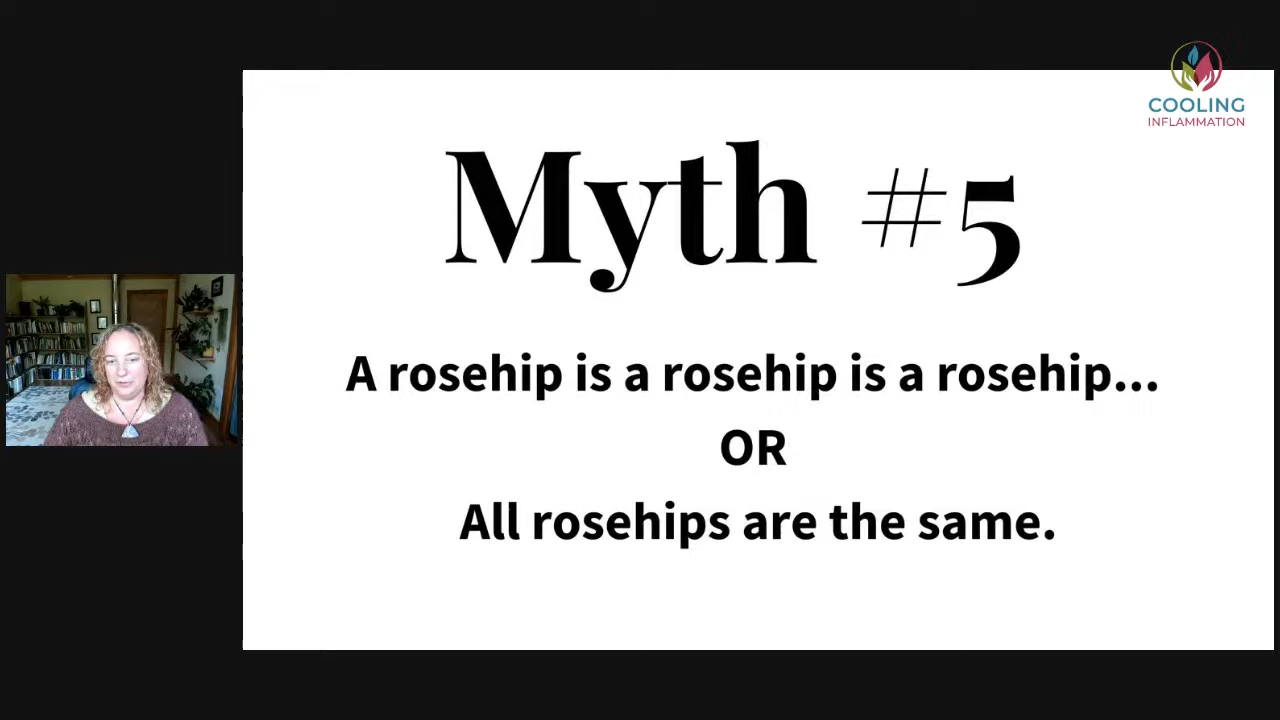 COOLING
INFLAMMATION
Myth #5
A rosehip is a rosehip is a rosehip...
OR
All rosehips are the same.